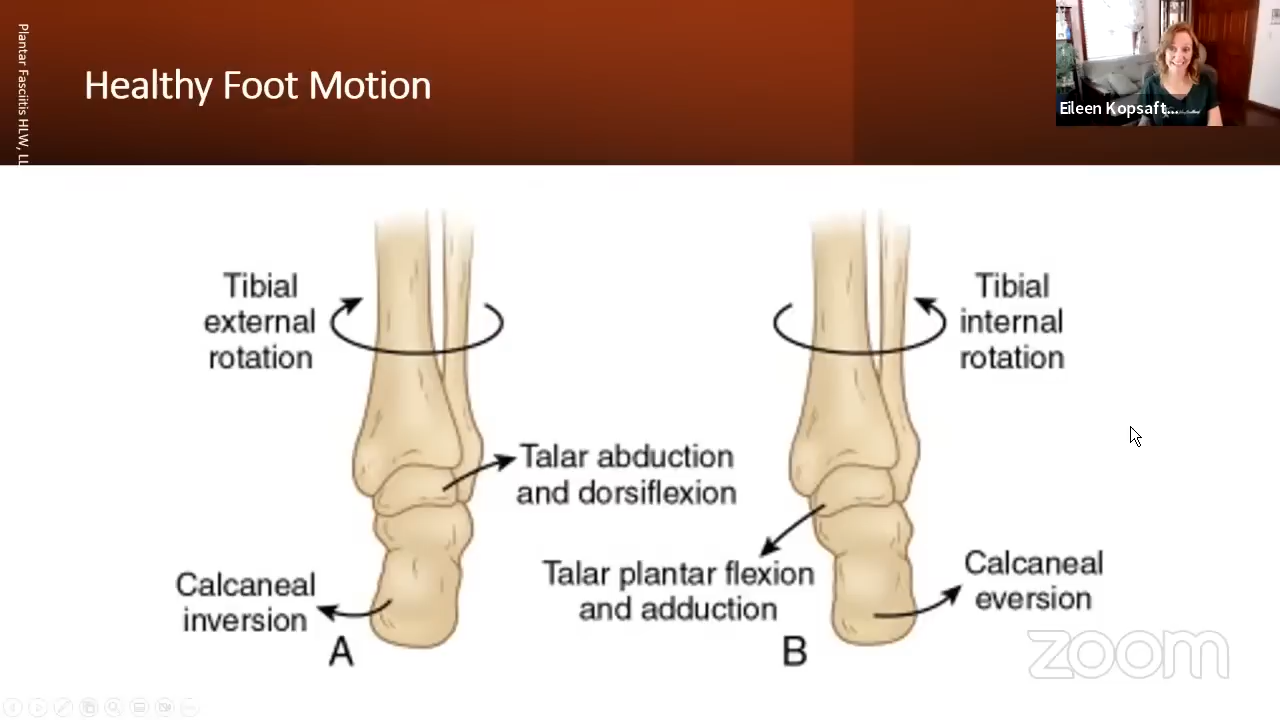 Plantar Fasciitis HLW, LL
Healthy Foot Motion
Eileen Kopsaft...
Tibial
external
rotation
Tibial
internal
rotation
Talar abduction
and dorsiflexion
Talar plantar flexion
and adduction
Calcaneal
inversion
Calcaneal
eversion
A
B
zoom